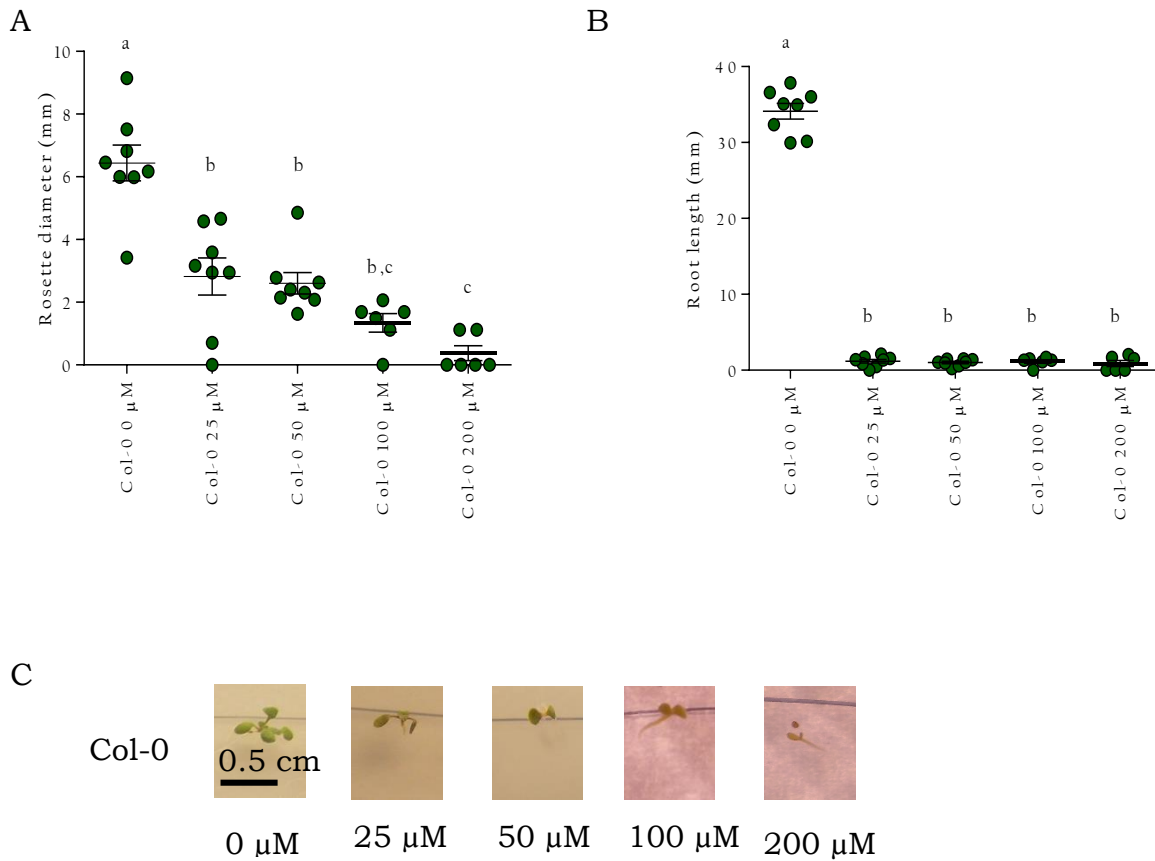 A
Rosette diameter (mm)
10
8
6
4
2
0
a
b
b
b,c
c
Col-0 0 µM
Col-0 25 µM
Col-0 50 µM
Col-0 100 µM
Col-0 200 µM
B
Root length (mm)
40
30
20
10
0
a
b
b
b
b
Col-0 0 µM
Col-0 25 µM
Col-0 50 µM
Col-0 100 µM
Col-0 200 µM
C
Col-0
0.5 cm
0 µM
25 µM
50 µM
100 µM
200 µM